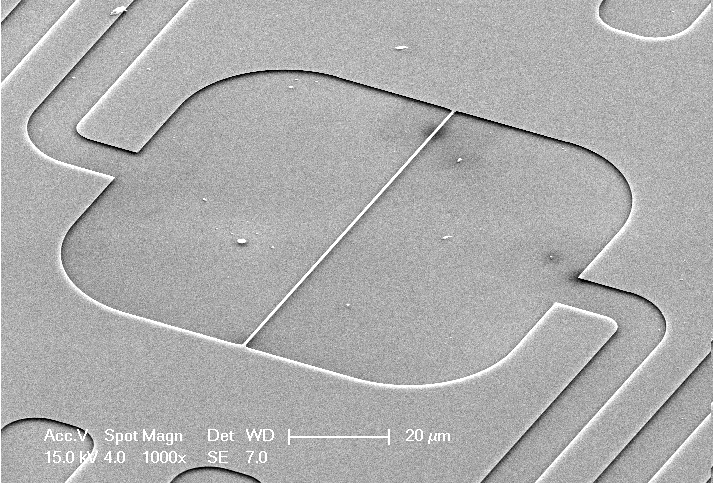 Acc.V Spot Magn Det WD 20 µm
15.0 kV 4.0 1000x SE 7.0